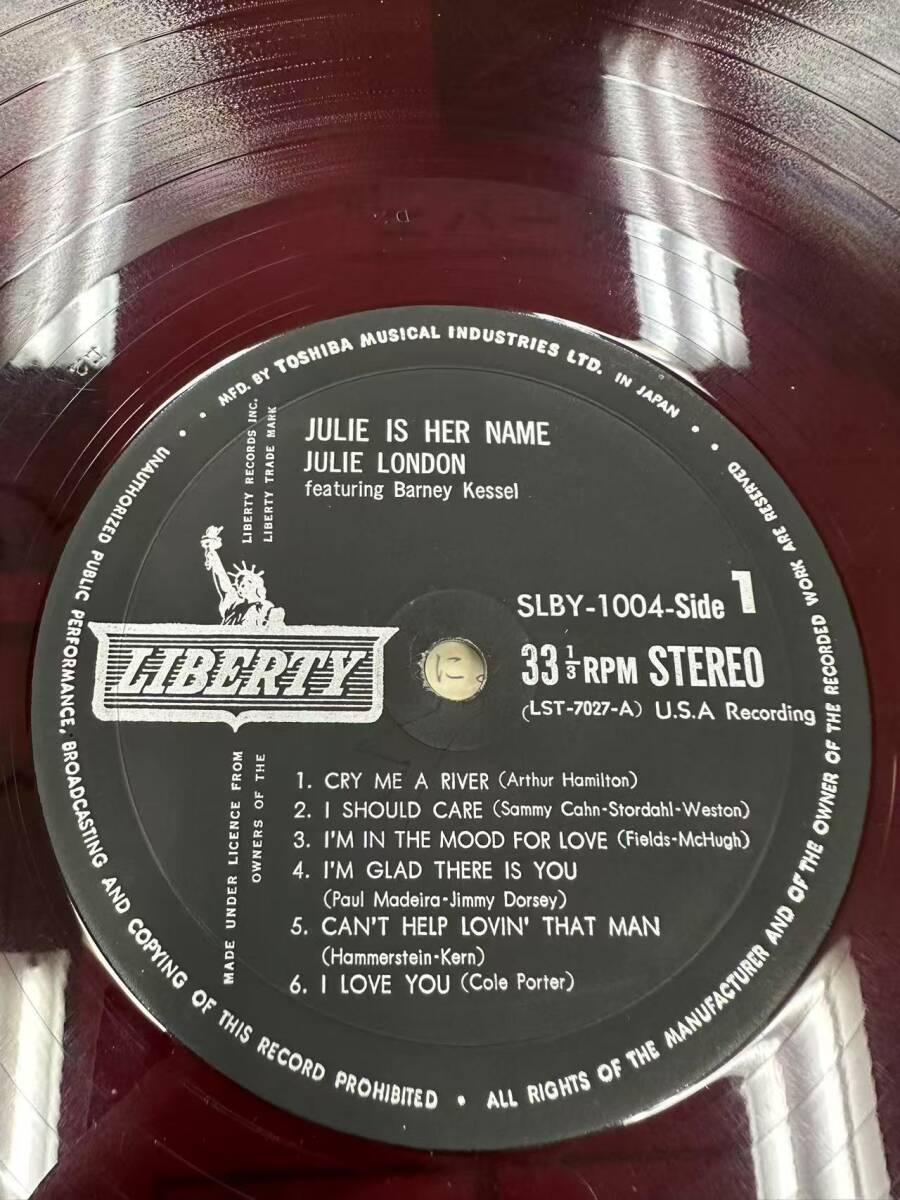 MFD. BY TOSHIBA MUSICAL INDUSTRIES LTD. IN JAPAN
UNAUTHORIZED PUBLIC PERFORMANCE, BROADCASTING AND COPYING OF THIS RECORD PROHIBITED
ALL RIGHTS OF THE MANUFACTURER AND OF THE OWNER OF THE RECORDED WORK ARE RESERVED
LIBERTY RECORDS INC.
LIBERTY TRADE MARK
JULIE IS HER NAME
JULIE LONDON
featuring Barney Kessel
LIBERTY
SLBY-1004-Side 1
33 1/3 RPM STEREO
(LST-7027-A) U.S.A Recording
MADE UNDER LICENCE FROM
OWNERS OF THE
1. CRY ME A RIVER (Arthur Hamilton)
2. I SHOULD CARE (Sammy Cahn-Stordahl-Weston)
3. I'M IN THE MOOD FOR LOVE (Fields-McHugh)
4. I'M GLAD THERE IS YOU
(Paul Madeira-Jimmy Dorsey)
5. CAN'T HELP LOVIN' THAT MAN
(Hammerstein-Kern)
6. I LOVE YOU (Cole Porter)